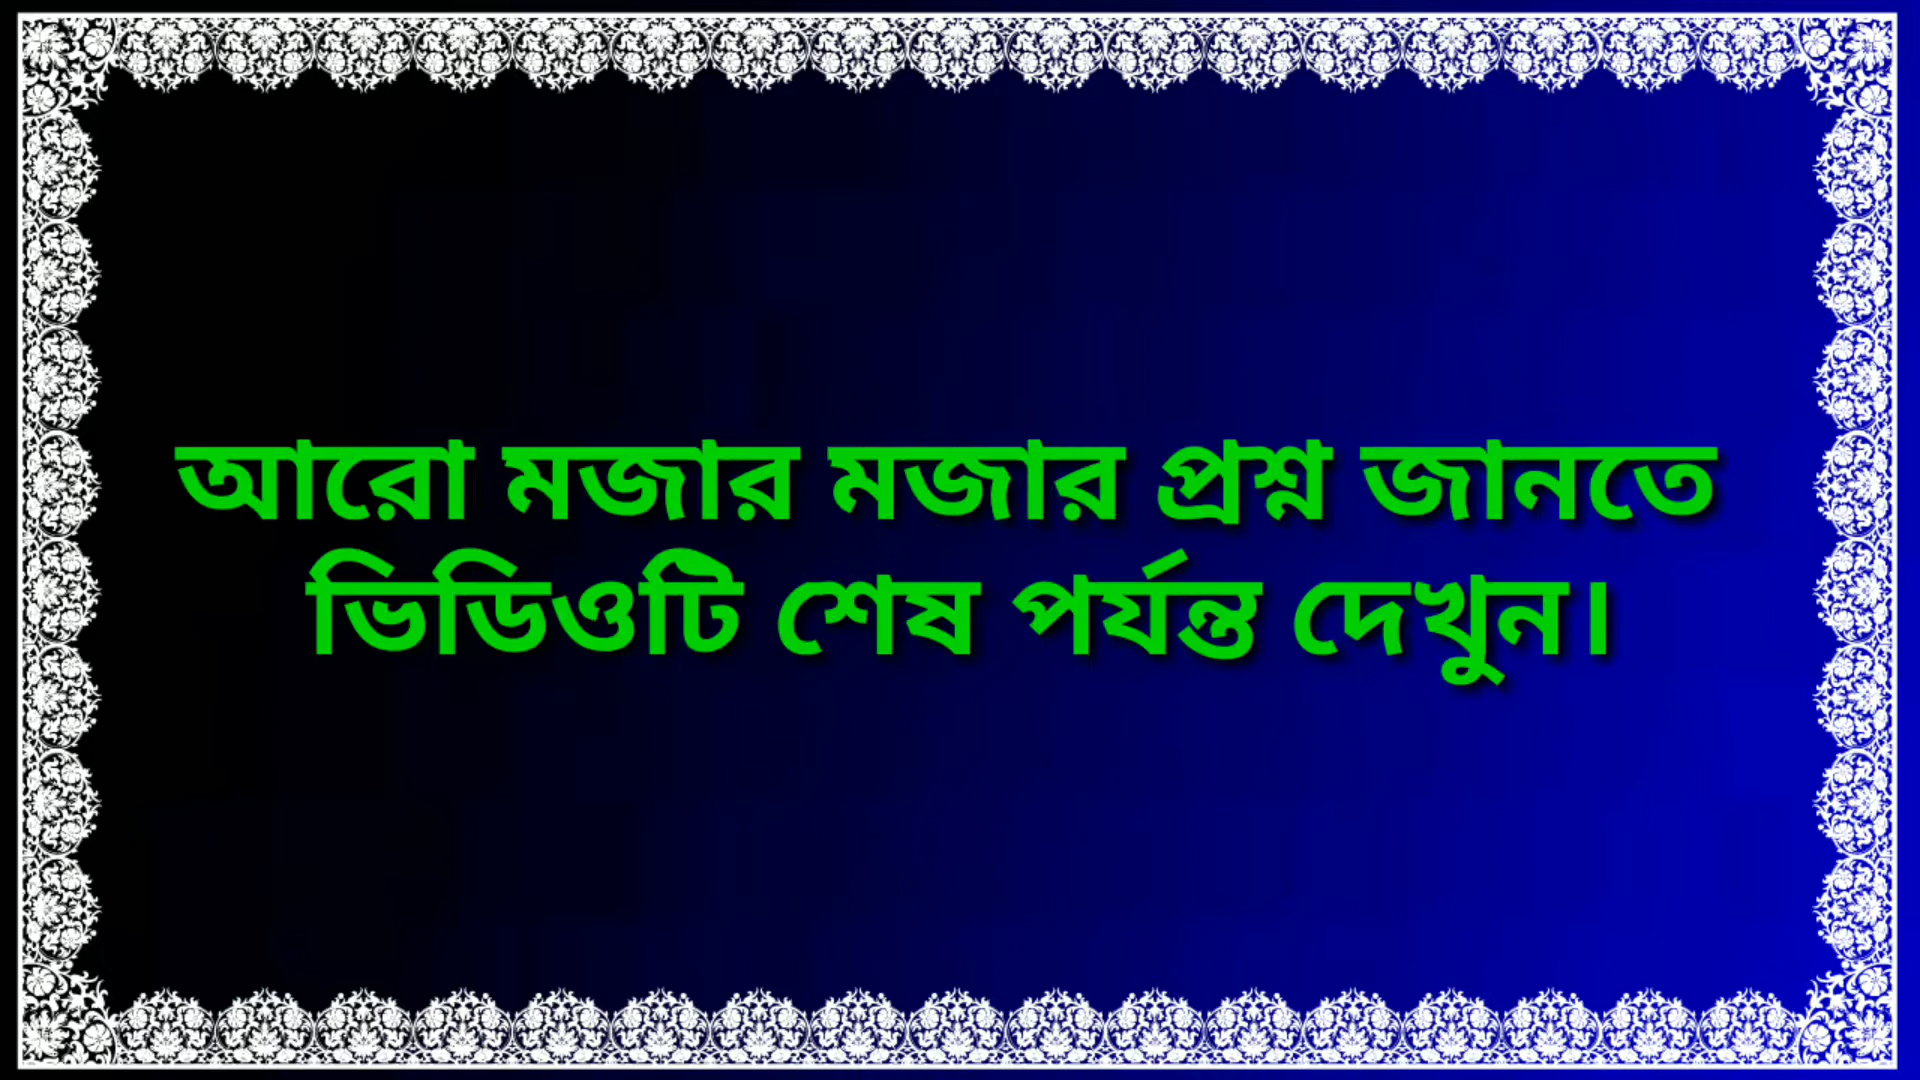 আরো মজার মজার প্রশ্ন জানতে
ভিডিওটি শেষ পর্যন্ত দেখুন।